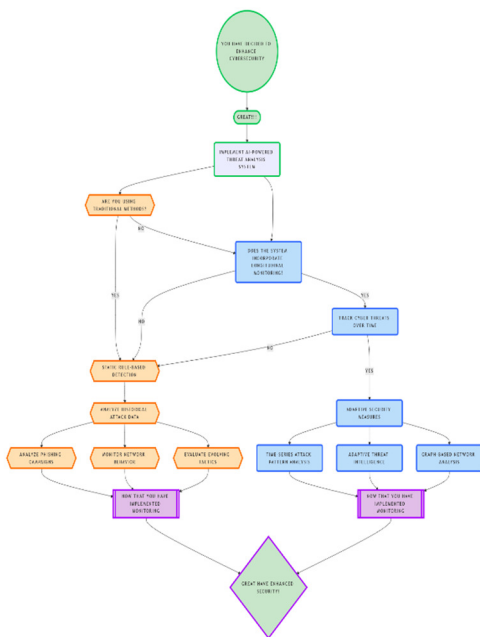 YOU HAVE DECIDED TO
ENHANCE
CYBERSECURITY
GREAT!!!
IMPLEMENT AI-POWERED
THREAT ANALYSIS
SYSTEM
ARE YOU USING
TRADITIONAL METHODS?
NO
DOES THE SYSTEM
INCORPORATE
LONGITUDINAL
MONITORING?
YES
NO
YES
TRACK CYBER THREATS
OVER TIME
NO
YES
STATIC RULE-BASED
DETECTION
ANALYZE HISTORICAL
ATTACK DATA
ADAPTIVE SECURITY
MEASURES
ANALYZE PHISHING
CAMPAIGNS
MONITOR NETWORK
BEHAVIOR
EVALUATE EVOLVING
TACTICS
TIME-SERIES ATTACK
PATTERN ANALYSIS
ADAPTIVE THREAT
INTELLIGENCE
GRAPH-BASED NETWORK
ANALYSIS
NOW THAT YOU HAVE
IMPLEMENTED
MONITORING
NOW THAT YOU HAVE
IMPLEMENTED
MONITORING
GREAT HAVE ENHANCED
SECURITY!